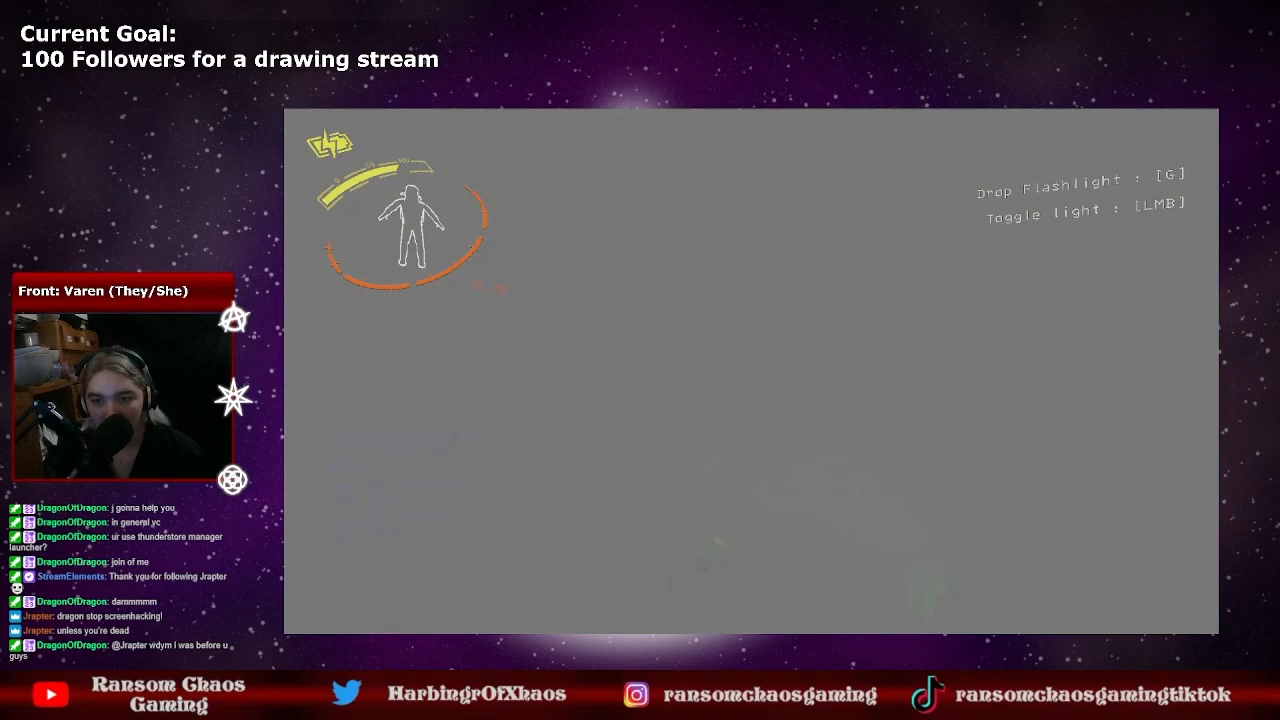 Current Goal:
100 Followers for a drawing stream
Drop Flashlight : [G]
Toggle light : [LMB]
Front: Varen (They/She)
DragonOfDragon: j gonna help you
DragonOfDragon: in general yc
DragonOfDragon: ur use thunderstore manager
launcher?
DragonOfDragon: join of me
StreamElements: Thank you for following Jrapter
DragonOfDragon: dammmmm
Jrapter: dragon stop screenhacking!
Jrapter: unless you're dead
DragonOfDragon: @Jrapter wdym i was before u
guys
Ransom Chaos
Gaming
HarbingrOfXhaos
ransomchaosgaming
ransomchaosgamingtiktok